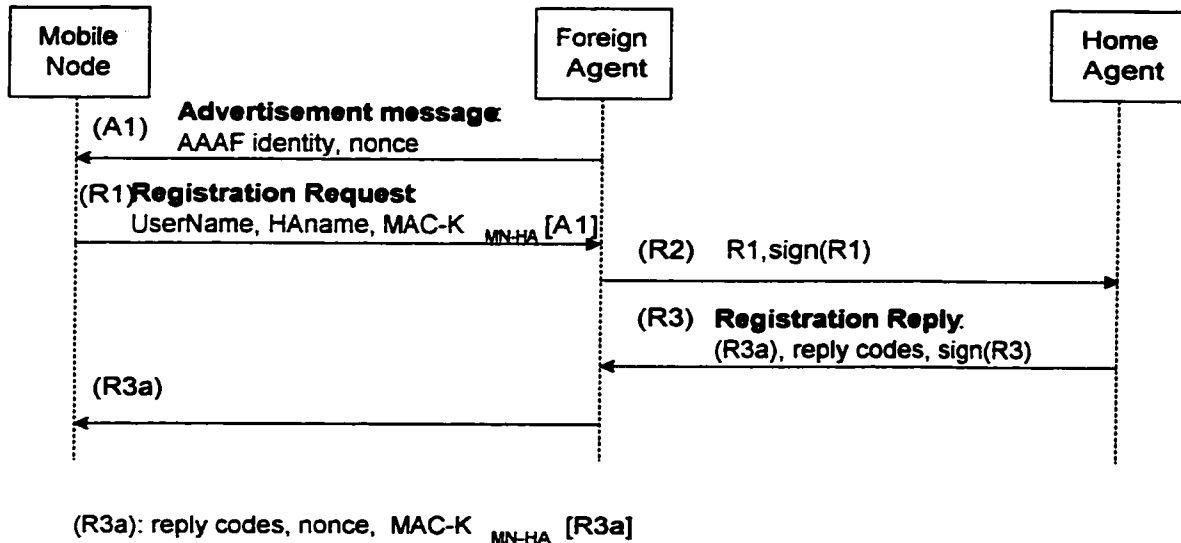 Mobile
Node
Foreign
Agent
Home
Agent
(A1) Advertisement message:
AAAF identity, nonce
(R1)Registration Request
UserName, HAname, MAC-K MN-HA [A1]
(R2) R1,sign(R1)
(R3) Registration Reply:
(R3a), reply codes, sign(R3)
(R3a)
(R3a): reply codes, nonce, MAC-K MN-HA [R3a]